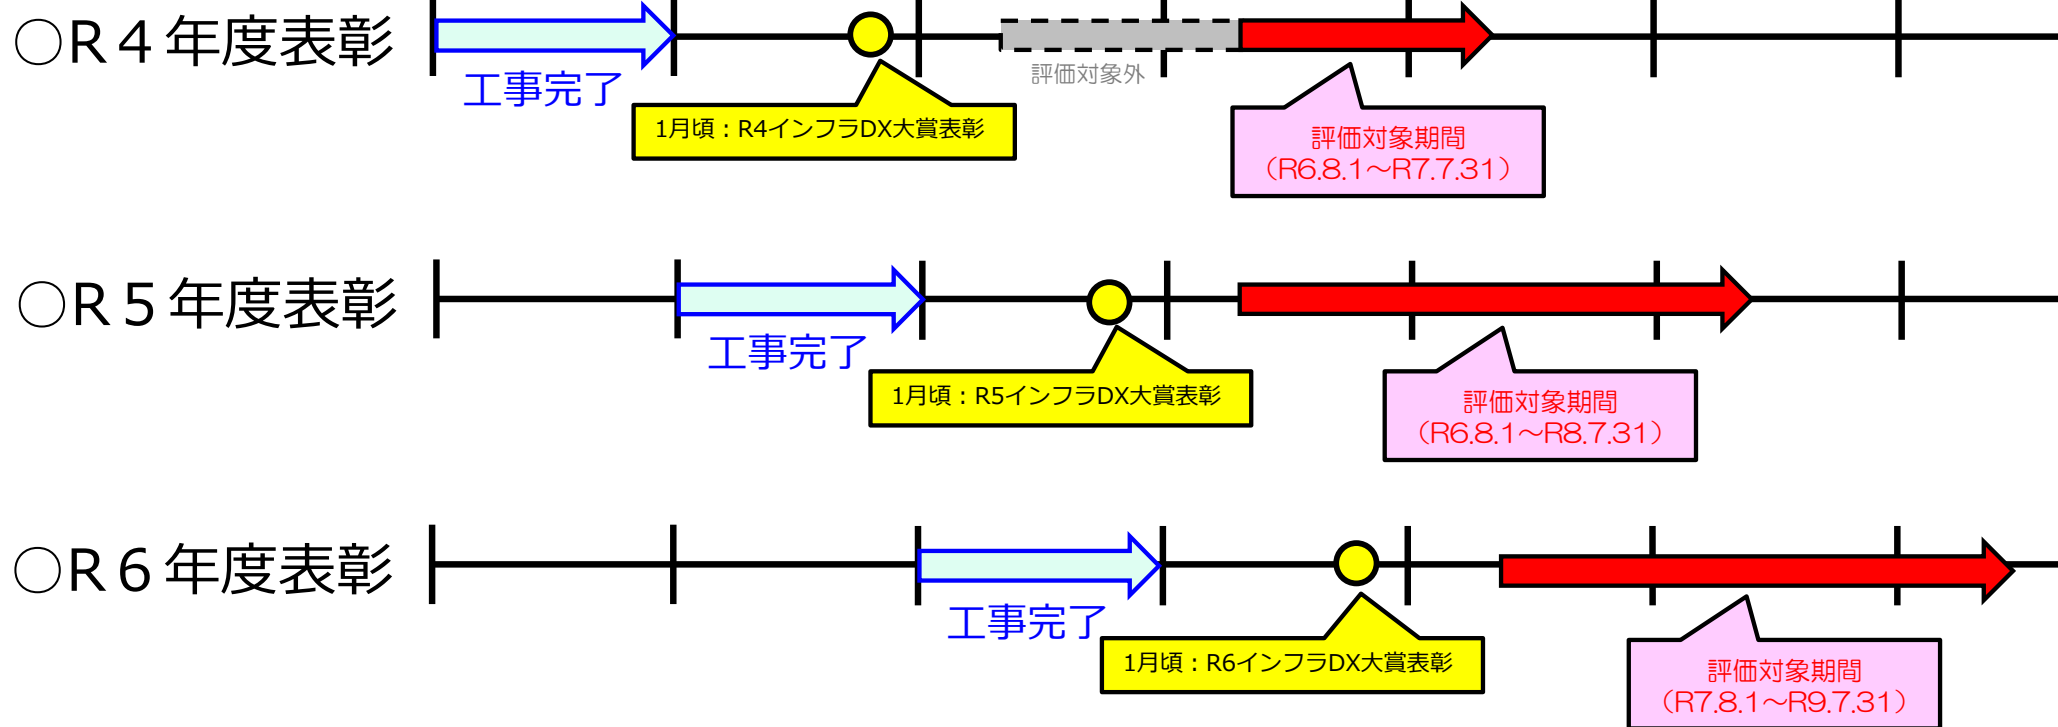 ○R４年度表彰
工事完了
1月頃：R4インフラDX大賞表彰
評価対象外
評価対象期間
（R6.8.1～R7.7.31）
○R５年度表彰
工事完了
1月頃：R5インフラDX大賞表彰
評価対象期間
（R6.8.1～R8.7.31）
○R６年度表彰
工事完了
1月頃：R6インフラDX大賞表彰
評価対象期間
（R7.8.1～R9.7.31）